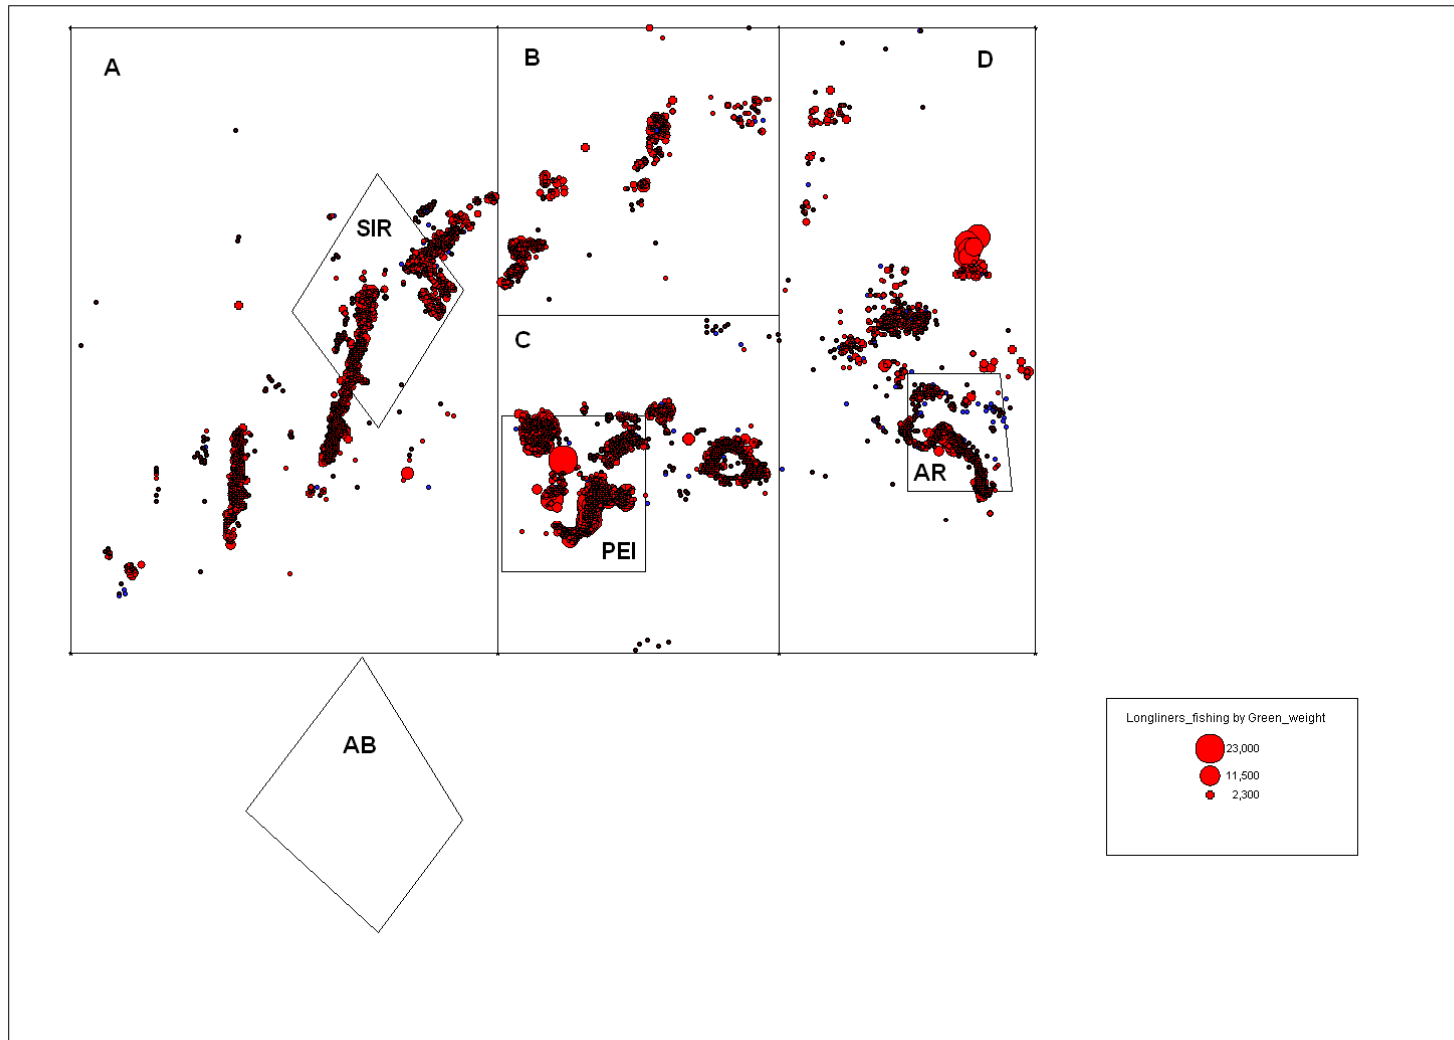 A
B
D
SIR
C
AR
PEI
AB
Longliners_fishing by Green_weight
23,000
11,500
2,300